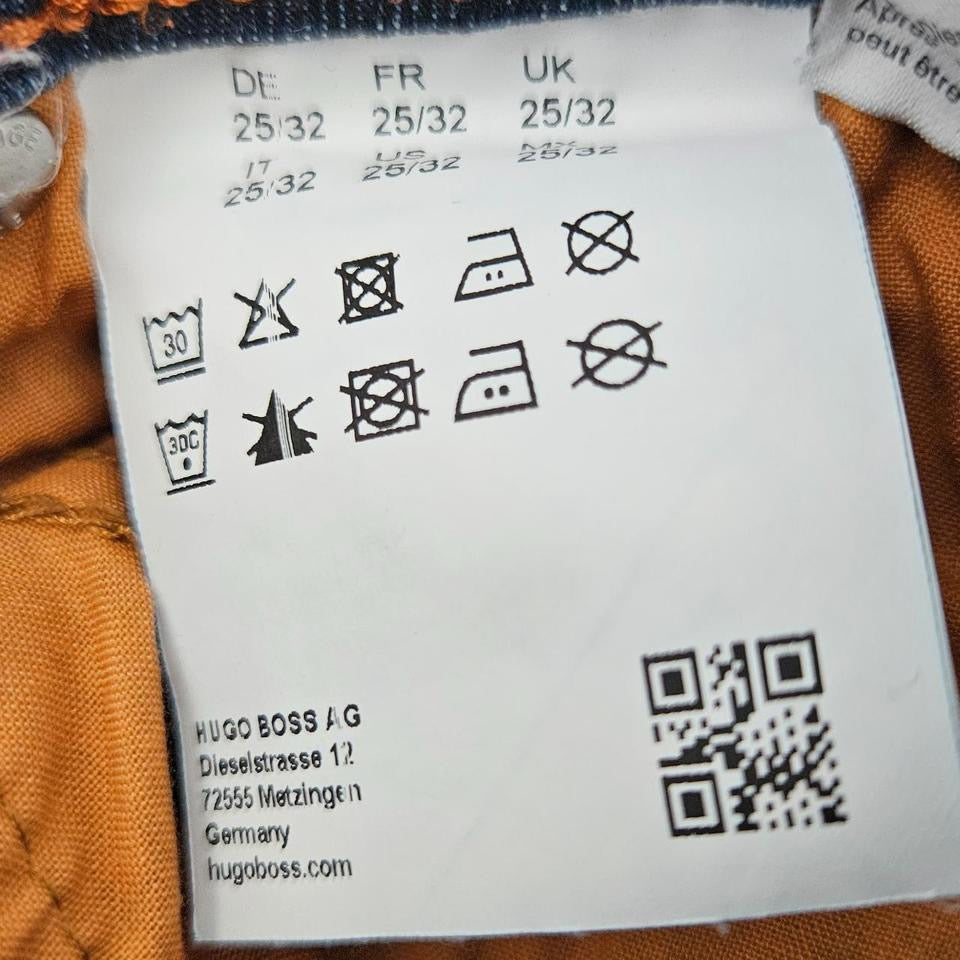 DE FR UK
25/32 25/32 25/32
IT US MX
25/32 25/32 25/32
30
30C
HUGO BOSS AG
Dieselstrasse 12
72555 Metzingen
Germany
hugoboss.com
peut être